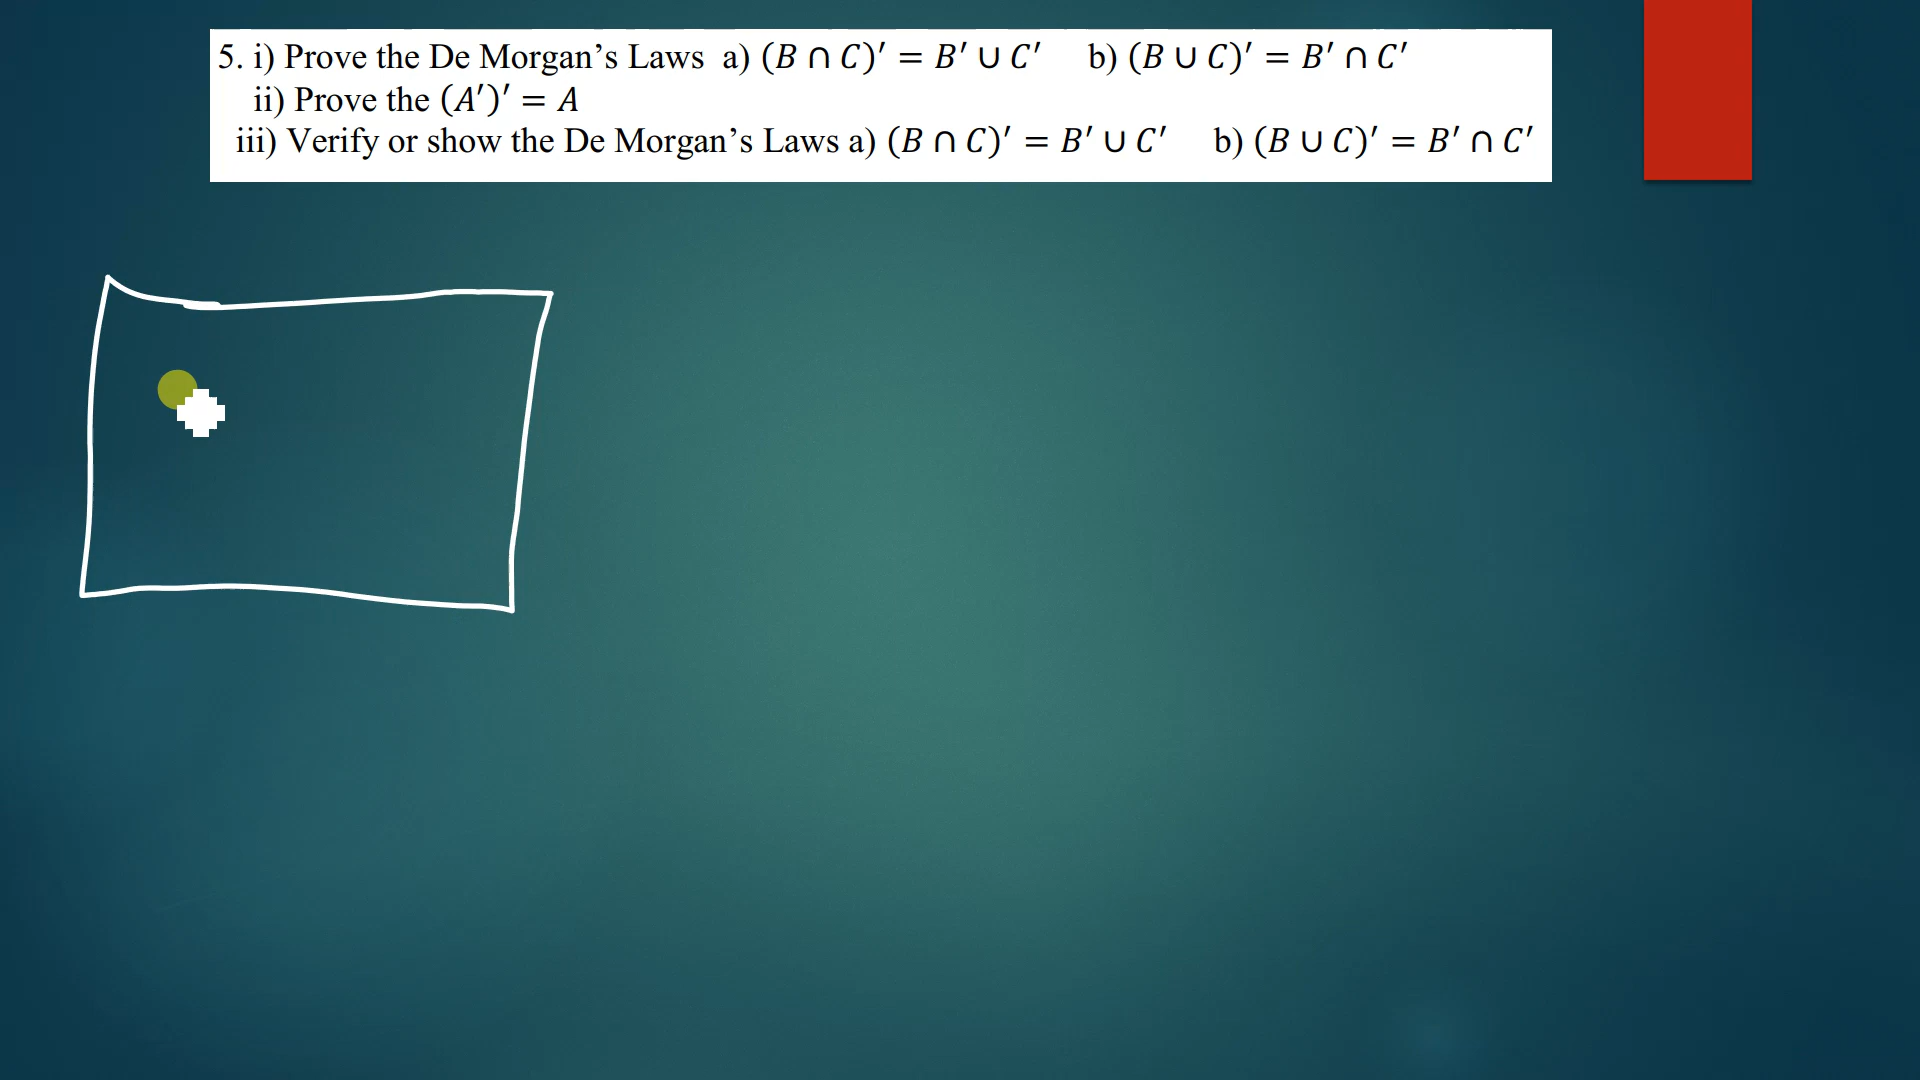 5. i) Prove the De Morgan’s Laws a) (B ∩ C)′ = B′ ∪ C′ b) (B ∪ C)′ = B′ ∩ C′
ii) Prove the (A′)′ = A
iii) Verify or show the De Morgan’s Laws a) (B ∩ C)′ = B′ ∪ C′ b) (B ∪ C)′ = B′ ∩ C′